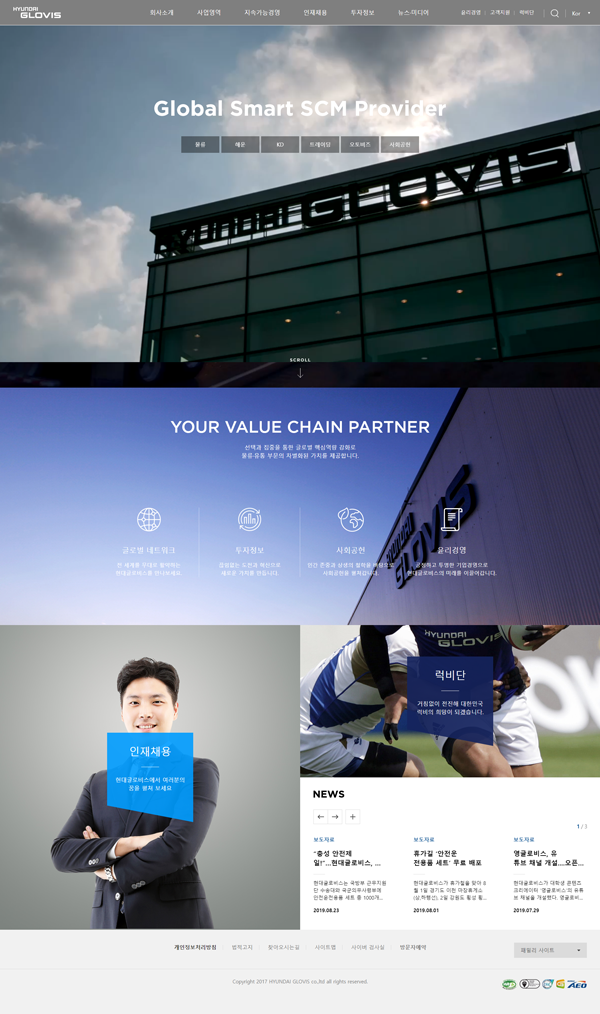 HYUNDAI
GLOVIS
회사소개 사업영역 지속가능경영 인재채용 투자정보 뉴스·미디어 윤리경영 고객지원 럭비단 Kor
Global Smart SCM Provider
물류 해운 KD 트레이딩 오토비즈 사회공헌
HYUNDAI GLOVIS
SCROLL
YOUR VALUE CHAIN PARTNER
선택과 집중을 통한 글로벌 핵심역량 강화로
물류·유통 부문의 차별화된 가치를 제공합니다.
HYUNDAI
GLOVIS
글로벌 네트워크 투자정보 사회공헌 윤리경영
전 세계를 무대로 활약하는
현대글로비스를 만나보세요.
끊임없는 도전과 혁신으로
새로운 가치를 만듭니다.
인간 존중과 상생의 철학을 바탕으로
사회공헌을 펼쳐갑니다.
공정하고 투명한 기업경영으로
현대글로비스의 미래를 이끌어갑니다.
HYUNDAI
GLOVIS
럭비단
거침없이 전진해 대한민국
럭비의 희망이 되겠습니다.
인재채용
현대글로비스에서 여러분의
꿈을 펼쳐 보세요
NEWS
1 / 3
보도자료
"충성 안전제
일!"...현대글로비스, ...
현대글로비스는 국방부 근무지원
단 수송대와 국군의무사령부에
안전운전용품 세트 총 1000개...
2019.08.23
보도자료
휴가길 '안전운
전용품 세트' 무료 배포
현대글로비스가 휴가철을 맞아 8
월 1일 경기도 이천 마장휴게소
(상,하행선) 2일 강원도 횡성 횡...
2019.08.01
보도자료
영글로비스, 유
튜브 채널 개설...오픈...
현대글로비스가 대학생 콘텐츠
크리에이터 '영글로비스'의 유튜
브 채널을 개설했다. 영글로비...
2019.07.29
개인정보처리방침 법적고지 찾아오시는길 사이트맵 사이버 감사실 방문자예약
패밀리 사이트
Copyright 2017 HYUNDAI GLOVIS co.,ltd all rights reserved.
AEO